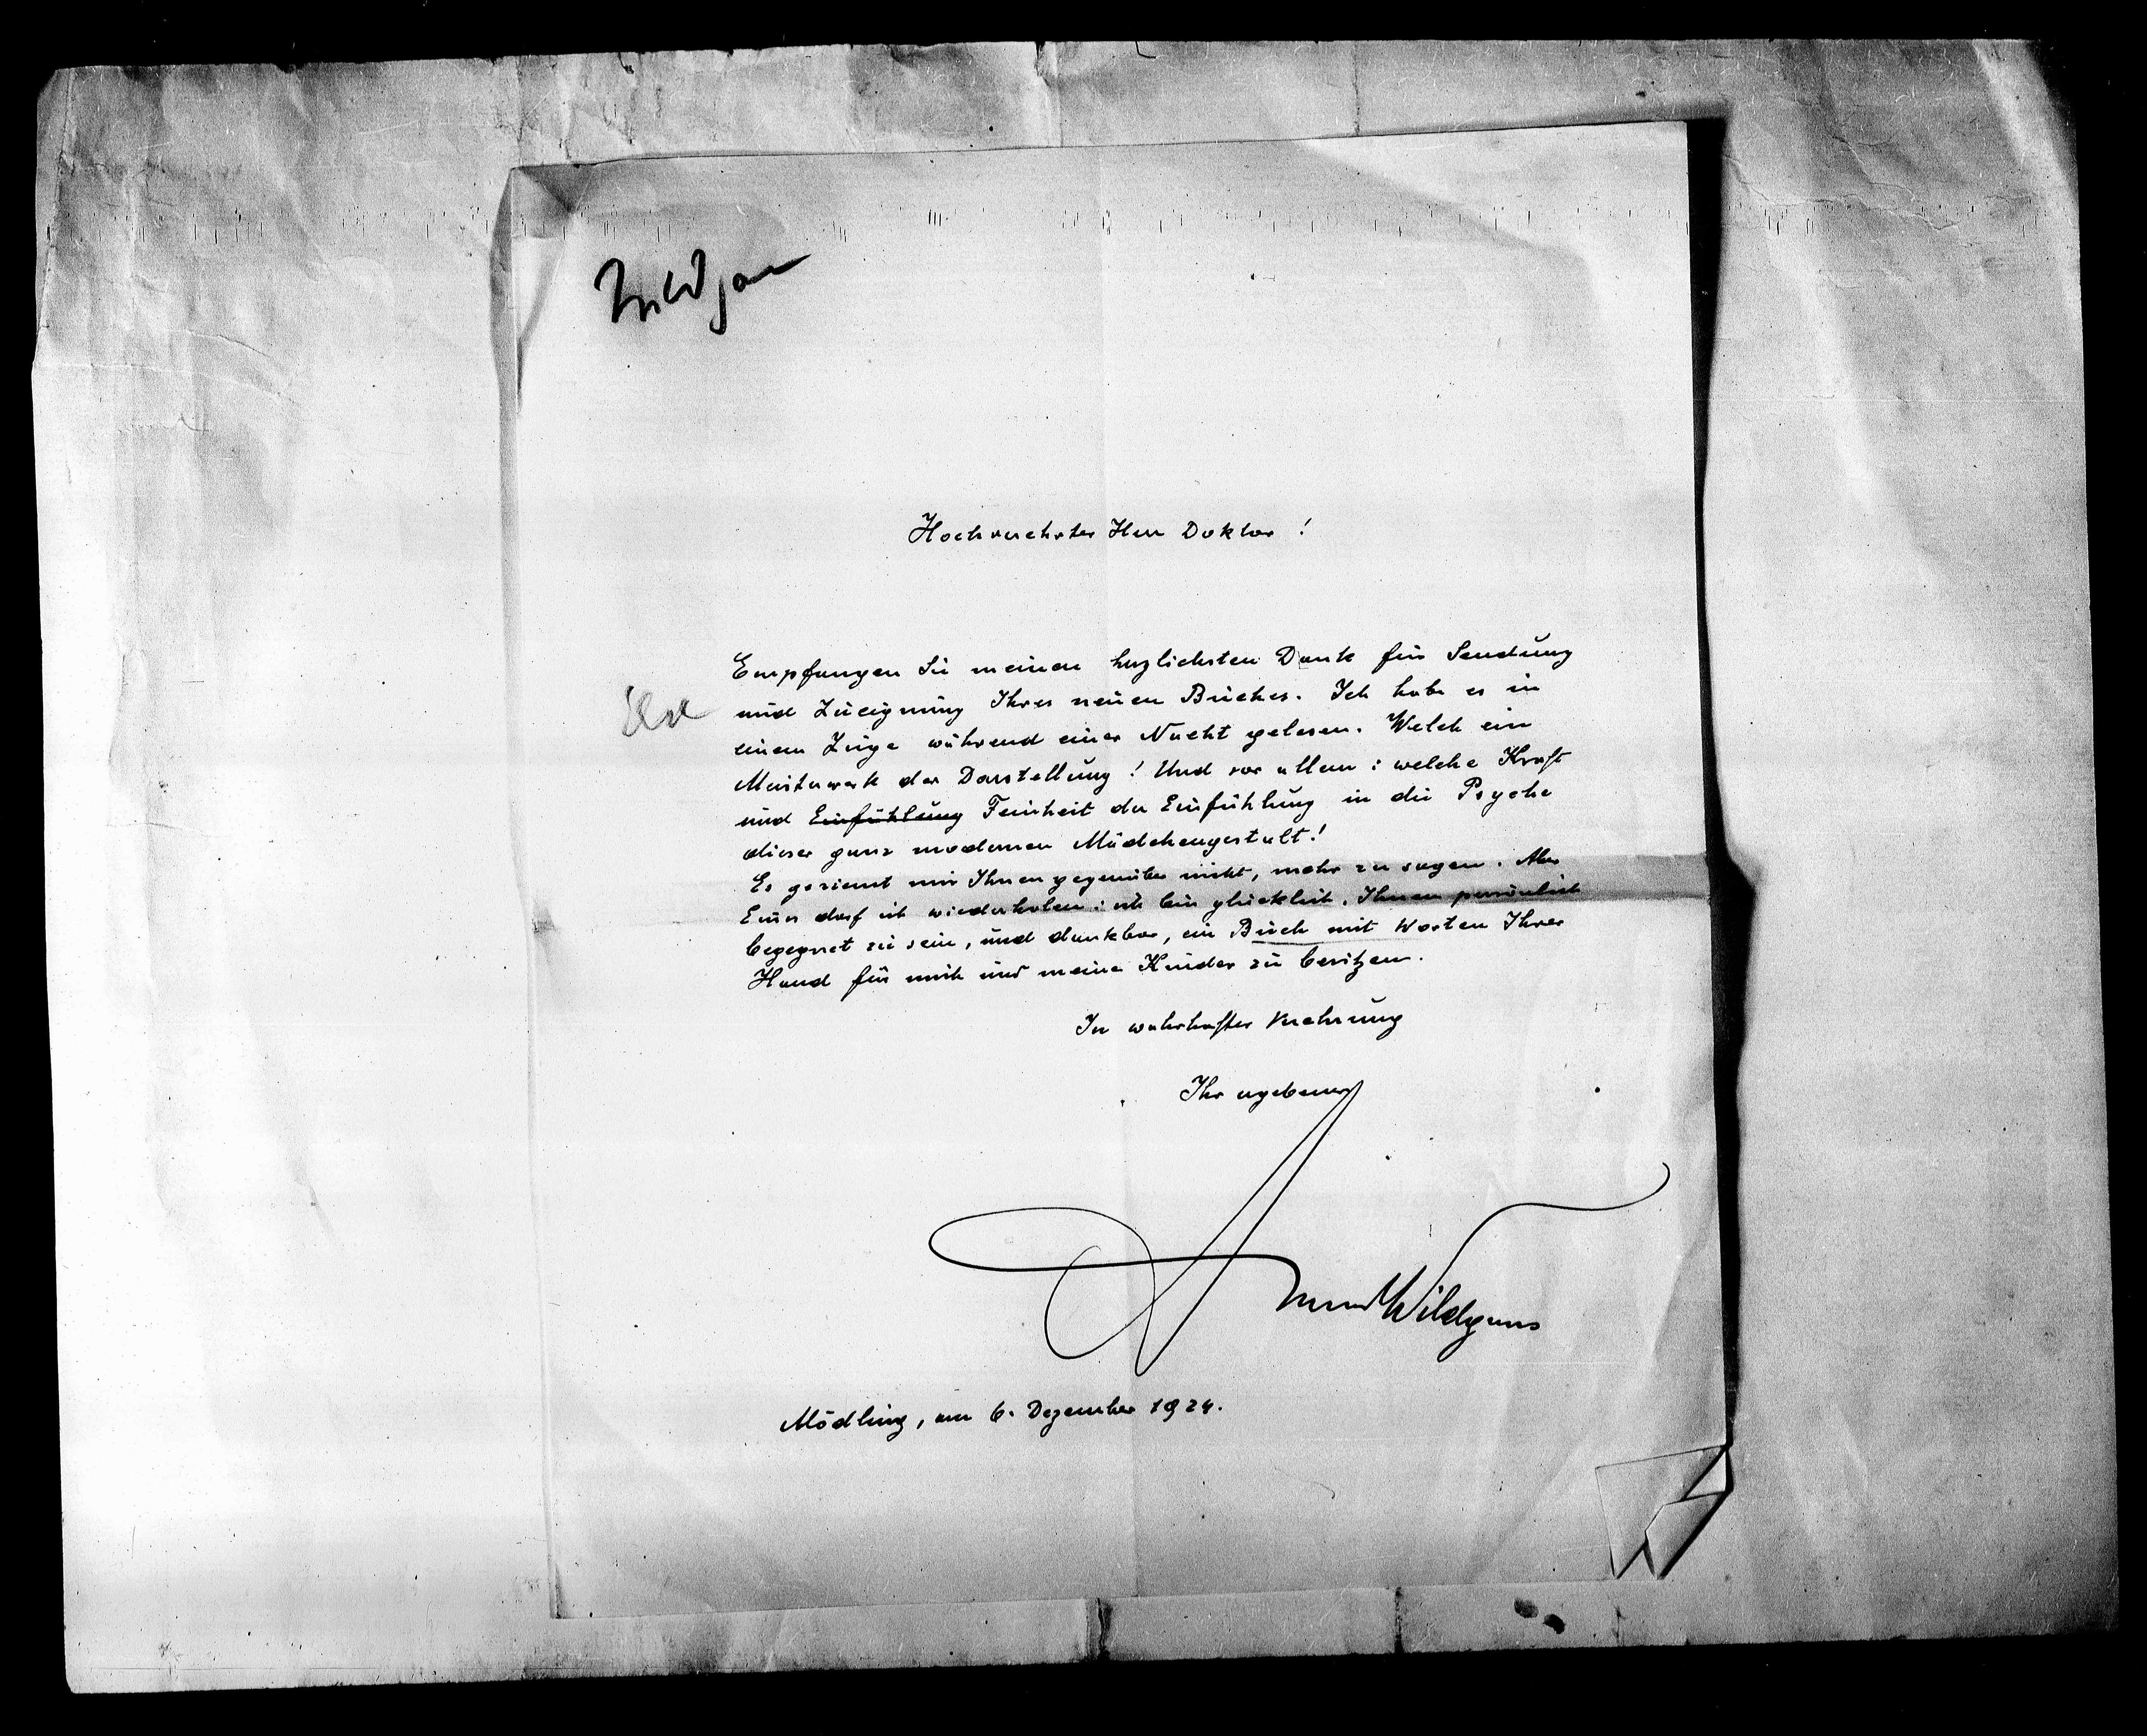 Wildgans
Hochverehrter Herr Doktor !
Empfangen Sie meinen herzlichsten Dank für Sendung
Else
und Zueignung Ihres neuen Buches. Ich habe es in
einem Zuge während einer Nacht gelesen. Welch ein
Meisterwerk der Darstellung ! Und vor allem : welche Kraft
und Einfühlung Feinheit der Einfühlung in die Psyche
dieser ganz modernen Mädchengestalt !
Es geziemt mir Ihnen gegenüber nicht, mehr zu sagen. Aber
Eines darf ich wiederholen : ich bin glücklich, Ihnen persönlich
begegnet zu sein, und dankbar, ein Buch mit Worten Ihrer
Hand für mich und meine Kinder zu besitzen.
In wahrhafter Verehrung
Ihr ergebener
Anton Wildgans
Mödling, am 6. Dezember 1924.